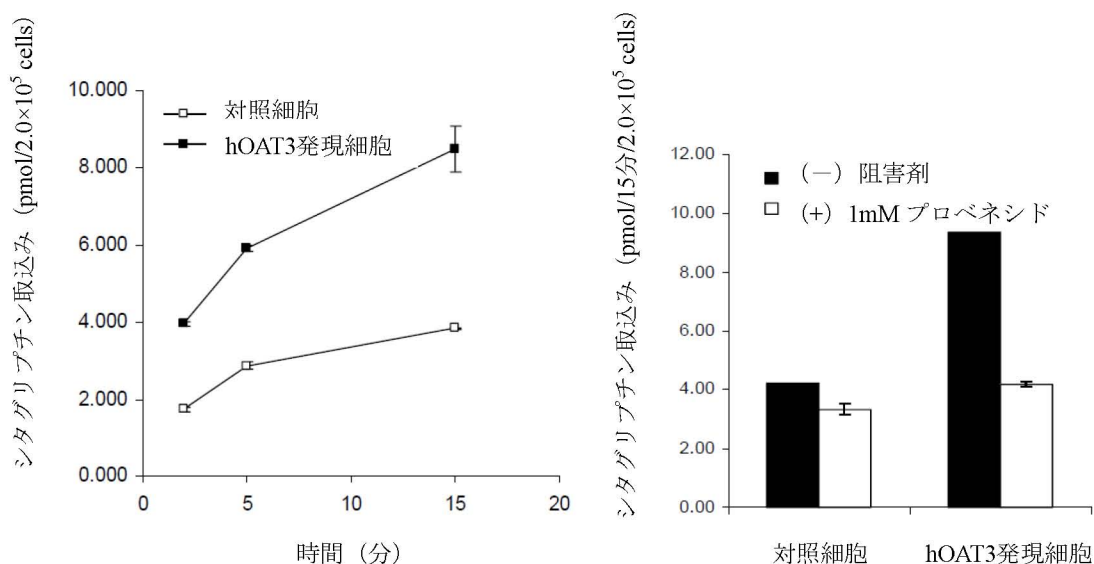 シタグリプチン取込み（pmol/2.0×10⁵ cells）
10.000
8.000
6.000
4.000
2.000
0.000
対照細胞
hOAT3発現細胞
0 5 10 15 20
時間（分）
シタグリプチン取込み（pmol/15分/2.0×10⁵ cells）
12.00
10.00
8.00
6.00
4.00
2.00
0.00
（－）阻害剤
（+）1mM プロベネシド
対照細胞 hOAT3発現細胞